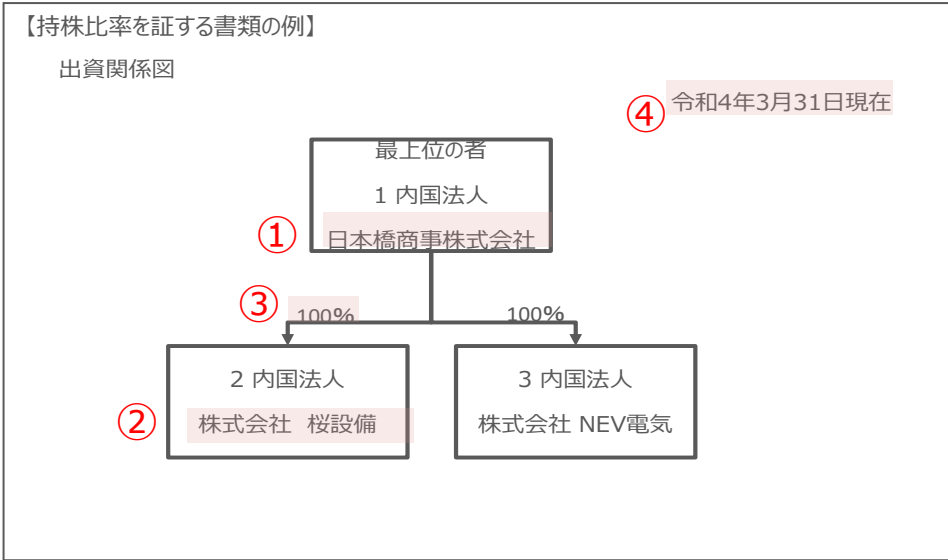 【持株比率を証する書類の例】
出資関係図
④ 令和4年3月31日現在
最上位の者
1 内国法人
① 日本橋商事株式会社
③ 100% 100%
2 内国法人
② 株式会社 桜設備
3 内国法人
株式会社 NEV電気